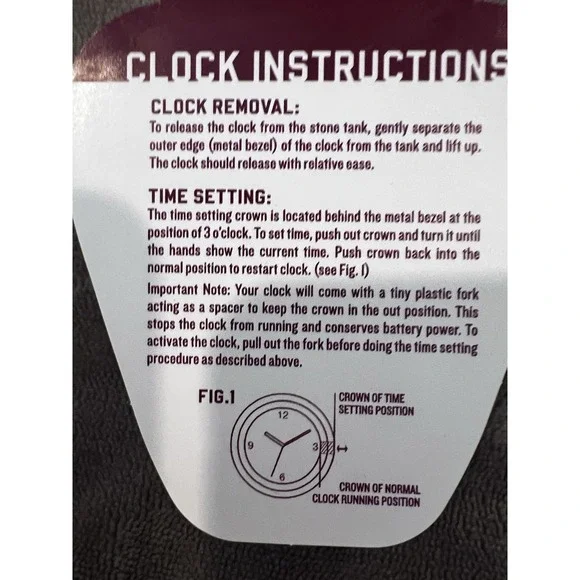 CLOCK INSTRUCTIONS
CLOCK REMOVAL:
To release the clock from the stone tank, gently separate the
outer edge (metal bezel) of the clock from the tank and lift up.
The clock should release with relative ease.
TIME SETTING:
The time setting crown is located behind the metal bezel at the
position of 3 o'clock. To set time, push out crown and turn it until
the hands show the current time. Push crown back into the
normal position to restart clock. (see Fig. 1)
Important Note: Your clock will come with a tiny plastic fork
acting as a spacer to keep the crown in the out position. This
stops the clock from running and conserves battery power. To
activate the clock, pull out the fork before doing the time setting
procedure as described above.
FIG.1
CROWN OF TIME
SETTING POSITION
12
9
3
6
CROWN OF NORMAL
CLOCK RUNNING POSITION